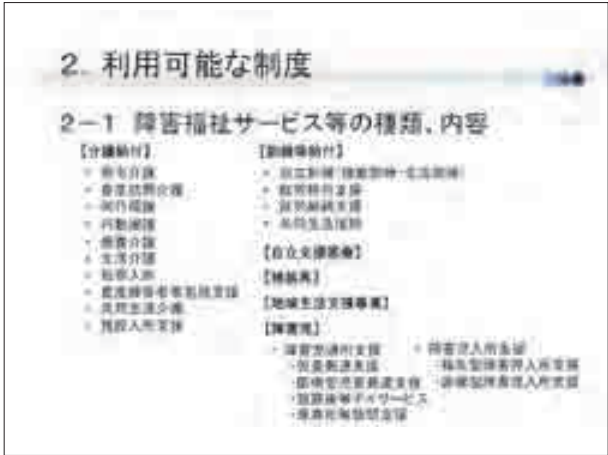 2．利用可能な制度
2－1 障害福祉サービス等の種類、内容
【介護給付】
・ 居宅介護
・ 重度訪問介護
・ 同行援護
・ 行動援護
・ 療養介護
・ 生活介護
・ 短期入所
・ 重度障害者等包括支援
・ 共同生活介護
・ 施設入所支援
【訓練等給付】
・ 自立訓練（機能訓練・生活訓練）
・ 就労移行支援
・ 就労継続支援
・ 共同生活援助
【自立支援医療】
【補装具】
【地域生活支援事業】
【障害児】
・ 障害児通所支援
・児童発達支援
・医療型児童発達支援
・放課後等デイサービス
・保育所等訪問支援
・ 障害児入所支援
・福祉型障害児入所支援
・医療型障害児入所支援